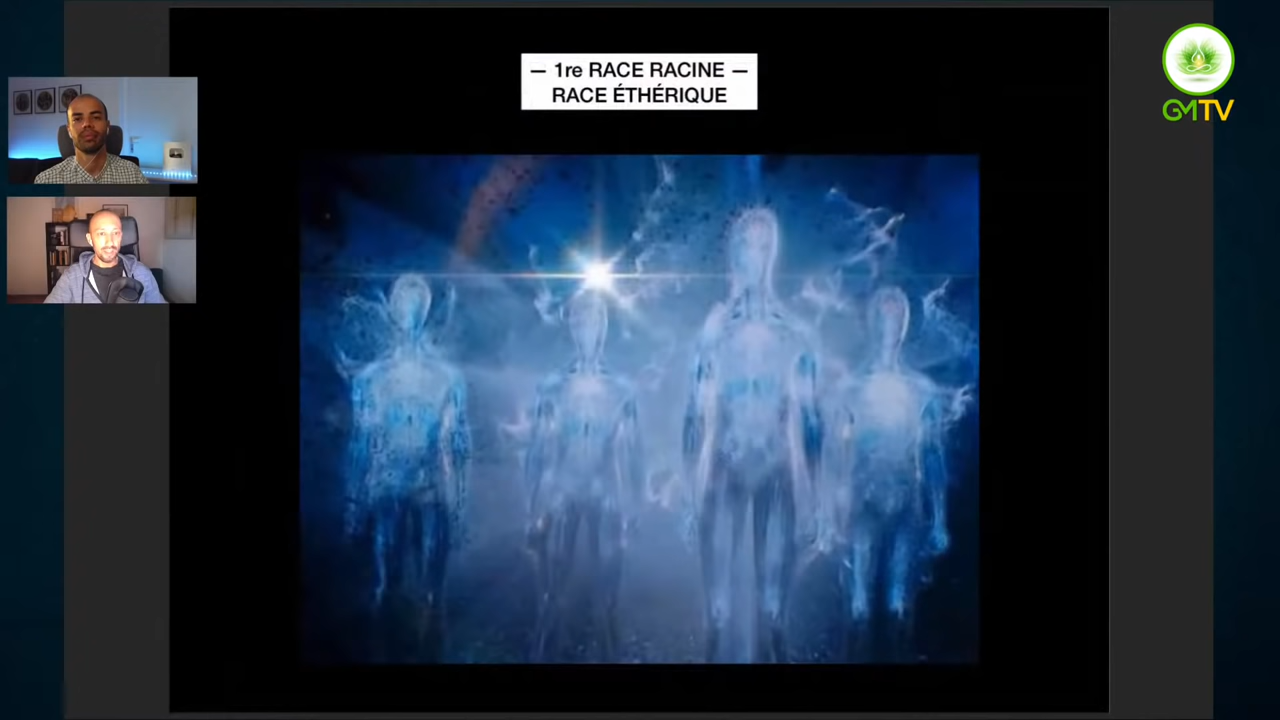 — 1re RACE RACINE —
RACE ÉTHÉRIQUE
GMTV